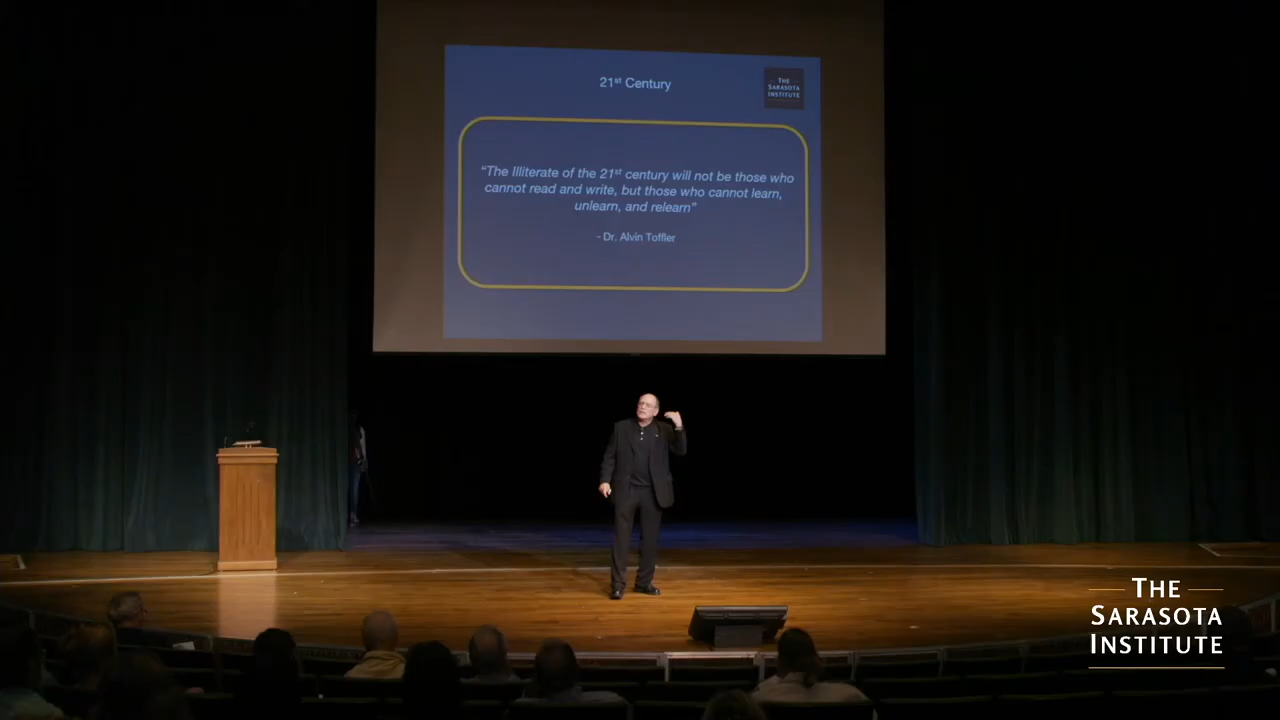 21st Century
THE
SARASOTA
INSTITUTE
“The Illiterate of the 21st century will not be those who
cannot read and write, but those who cannot learn,
unlearn, and relearn”
- Dr. Alvin Toffler
THE
SARASOTA
INSTITUTE